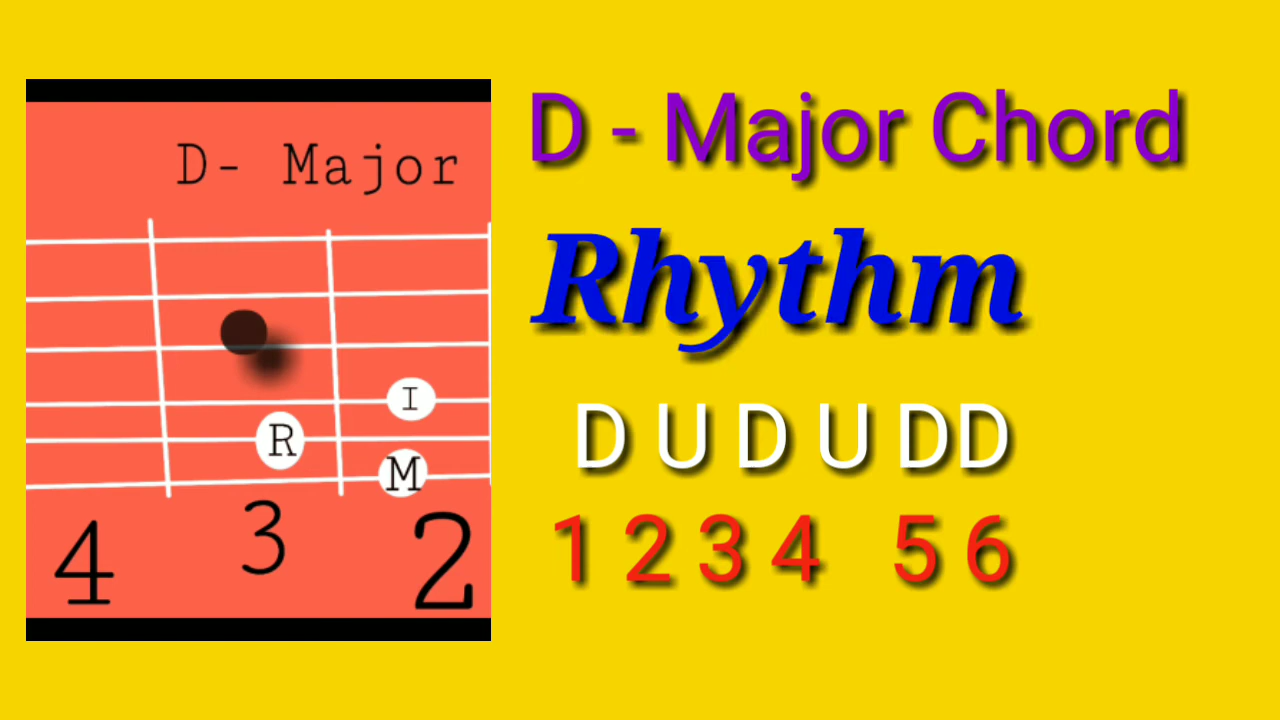 D- Major
I
R
M
4 3 2
D - Major Chord
Rhythm
D U D U DD
1 2 3 4 5 6